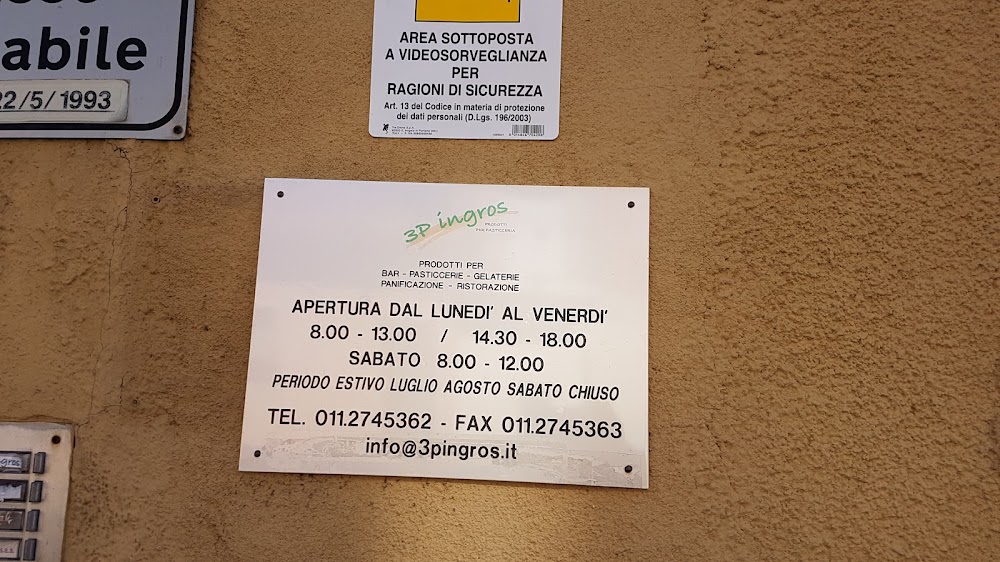 abile
22/5/1993
AREA SOTTOPOSTA
A VIDEOSORVEGLIANZA
PER
RAGIONI DI SICUREZZA
Art. 13 del Codice in materia di protezione
dei dati personali (D.Lgs. 196/2003)
3P ingros
PRODOTTI
PER PASTICCERIA
PRODOTTI PER
BAR - PASTICCERIE - GELATERIE
PANIFICAZIONE - RISTORAZIONE
APERTURA DAL LUNEDI' AL VENERDI'
8.00 - 13.00 / 14.30 - 18.00
SABATO 8.00 - 12.00
PERIODO ESTIVO LUGLIO AGOSTO SABATO CHIUSO
TEL. 011.2745362 - FAX 011.2745363
info@3pingros.it